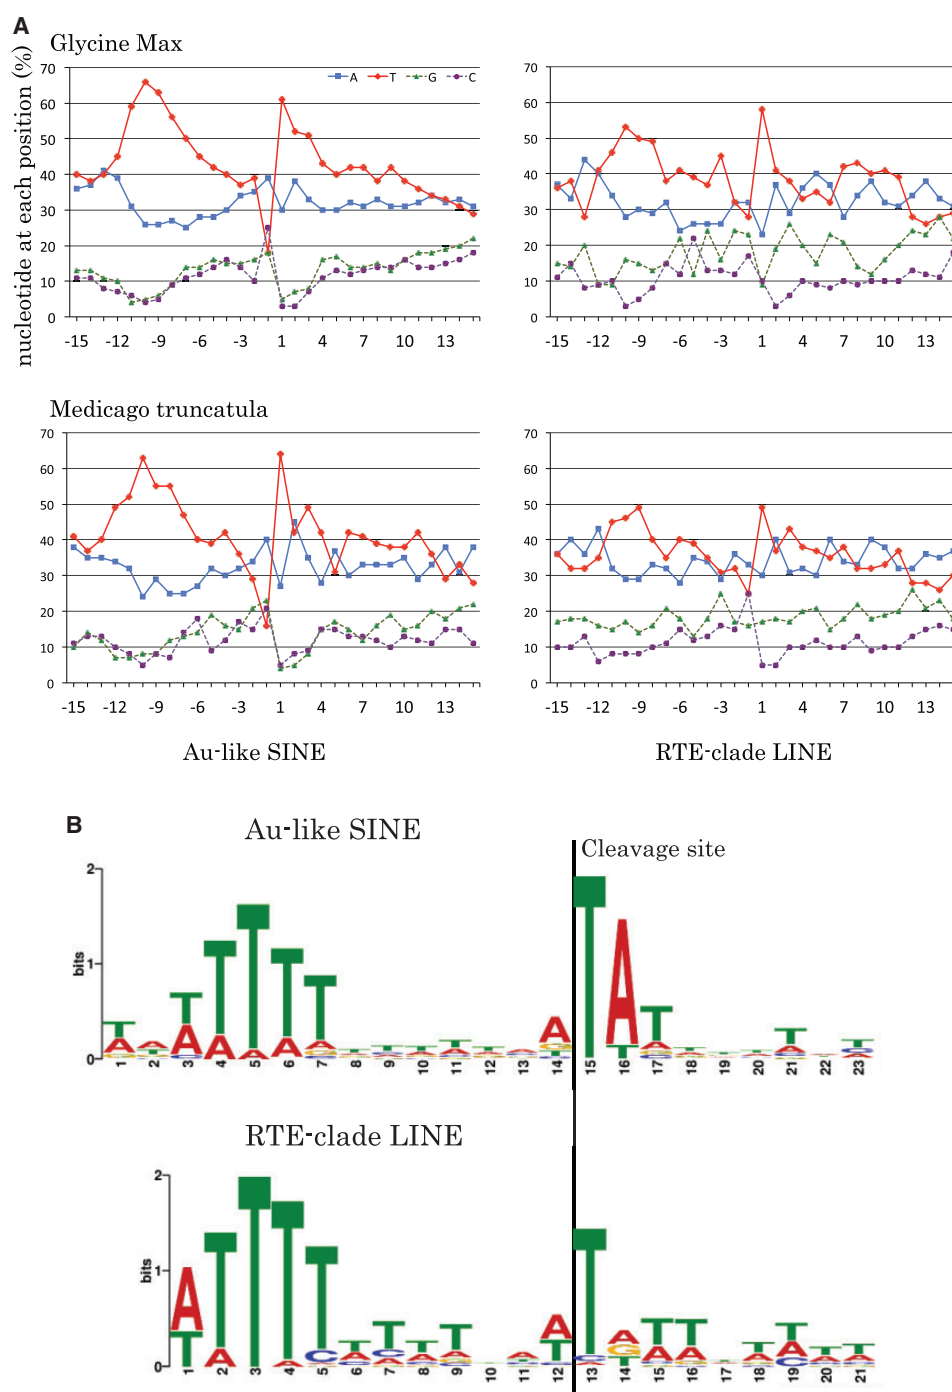 A
Glycine Max
nucleotide at each position (%)
A T G C
70
60
50
40
30
20
10
0
-15 -12 -9 -6 -3 1 4 7 10 13
70
60
50
40
30
20
10
0
-15 -12 -9 -6 -3 1 4 7 10 13
Medicago truncatula
70
60
50
40
30
20
10
0
-15 -12 -9 -6 -3 1 4 7 10 13
70
60
50
40
30
20
10
0
-15 -12 -9 -6 -3 1 4 7 10 13
Au-like SINE RTE-clade LINE
B
Au-like SINE
Cleavage site
2
1
0
bits
1 2 3 4 5 6 7 8 9 10 11 12 13 14 15 16 17 18 19 20 21 22 23
RTE-clade LINE
2
1
0
bits
1 2 3 4 5 6 7 8 9 10 11 12 13 14 15 16 17 18 19 20 21